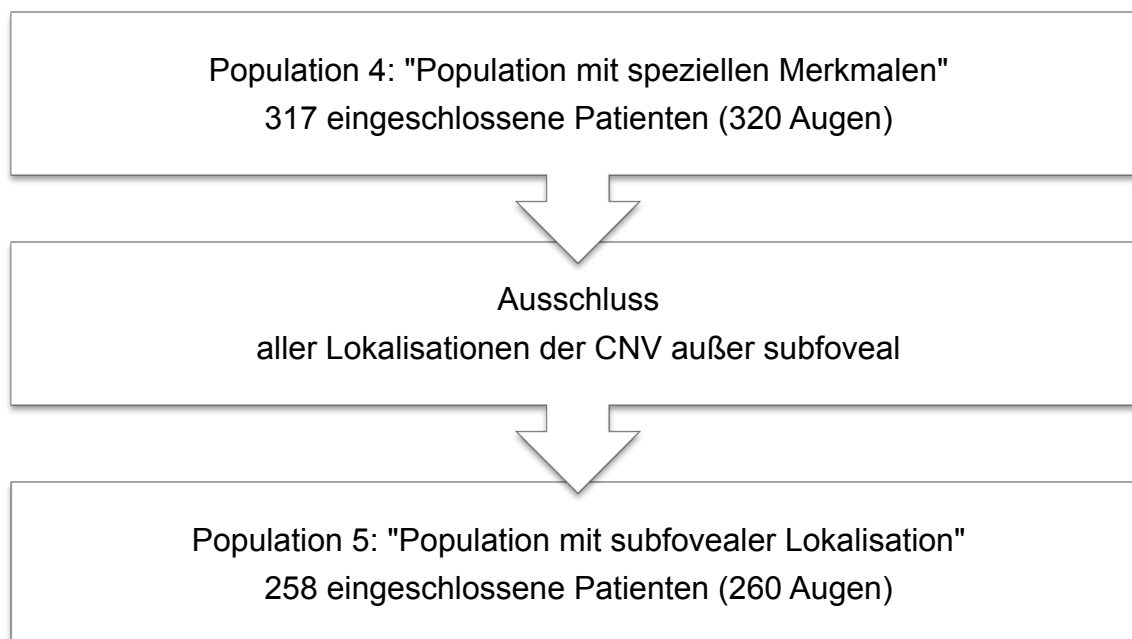 Population 4: "Population mit speziellen Merkmalen"
317 eingeschlossene Patienten (320 Augen)
Ausschluss
aller Lokalisationen der CNV außer subfoveal
Population 5: "Population mit subfovealer Lokalisation"
258 eingeschlossene Patienten (260 Augen)